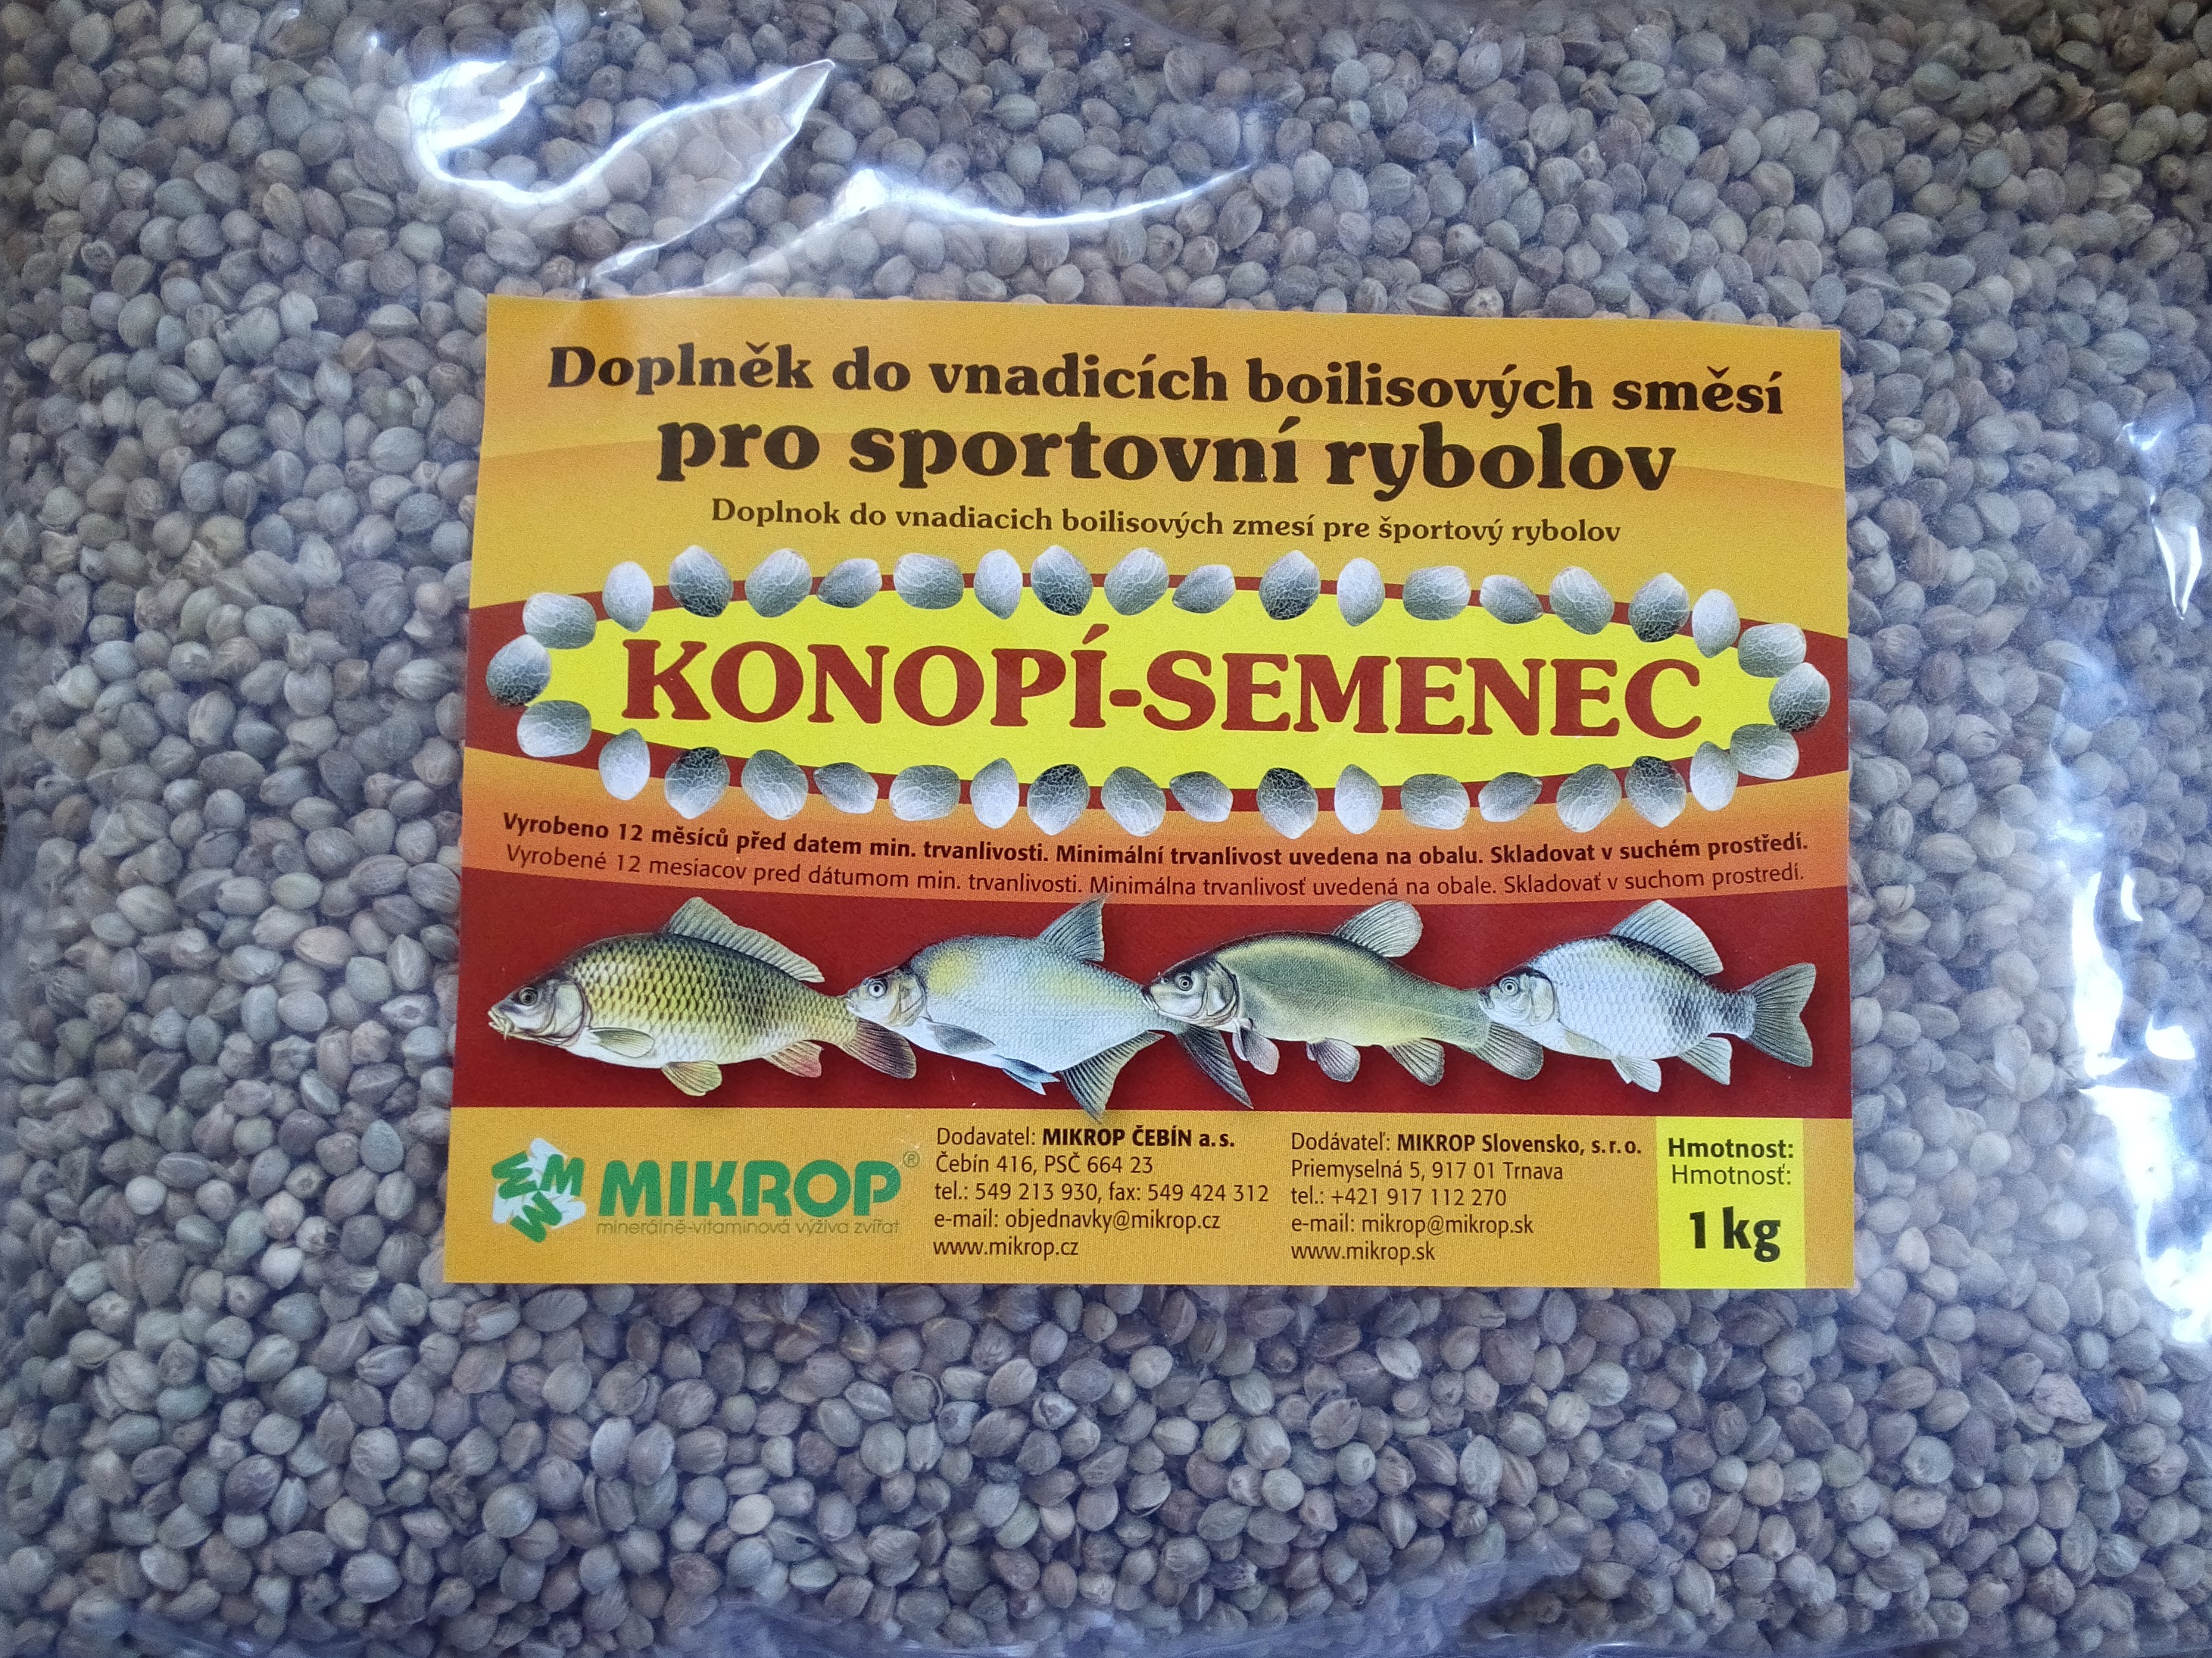 Doplněk do vnadicích boilisových směsí
pro sportovní rybolov
Doplnok do vnadiacich boilisových zmesí pre športový rybolov
KONOPÍ-SEMENEC
Vyrobeno 12 měsíců před datem min. trvanlivosti. Minimální trvanlivost uvedena na obalu. Skladovat v suchém prostředí.
Vyrobené 12 mesiacov pred dátumom min. trvanlivosti. Minimálna trvanlivosť uvedená na obale. Skladovať v suchom prostredí.
MIKROP®
minerálně-vitaminová výživa zvířat
Dodavatel: MIKROP ČEBÍN a.s.
Čebín 416, PSČ 664 23
tel.: 549 213 930, fax: 549 424 312
e-mail: objednavky@mikrop.cz
www.mikrop.cz
Dodávateľ: MIKROP Slovensko, s.r.o.
Priemyselná 5, 917 01 Trnava
tel.: +421 917 112 270
e-mail: mikrop@mikrop.sk
www.mikrop.sk
Hmotnost:
Hmotnosť:
1 kg